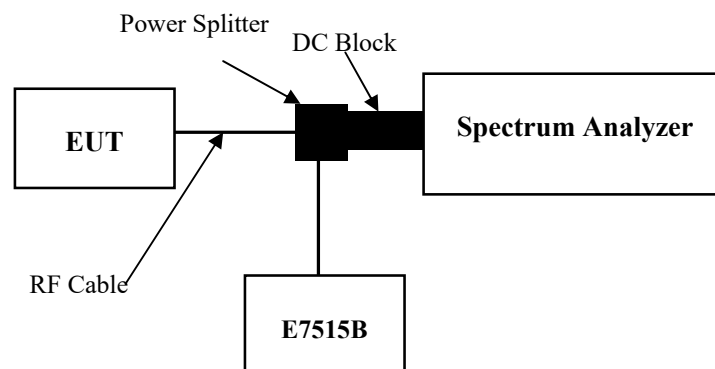 Power Splitter
DC Block
EUT
Spectrum Analyzer
RF Cable
E7515B